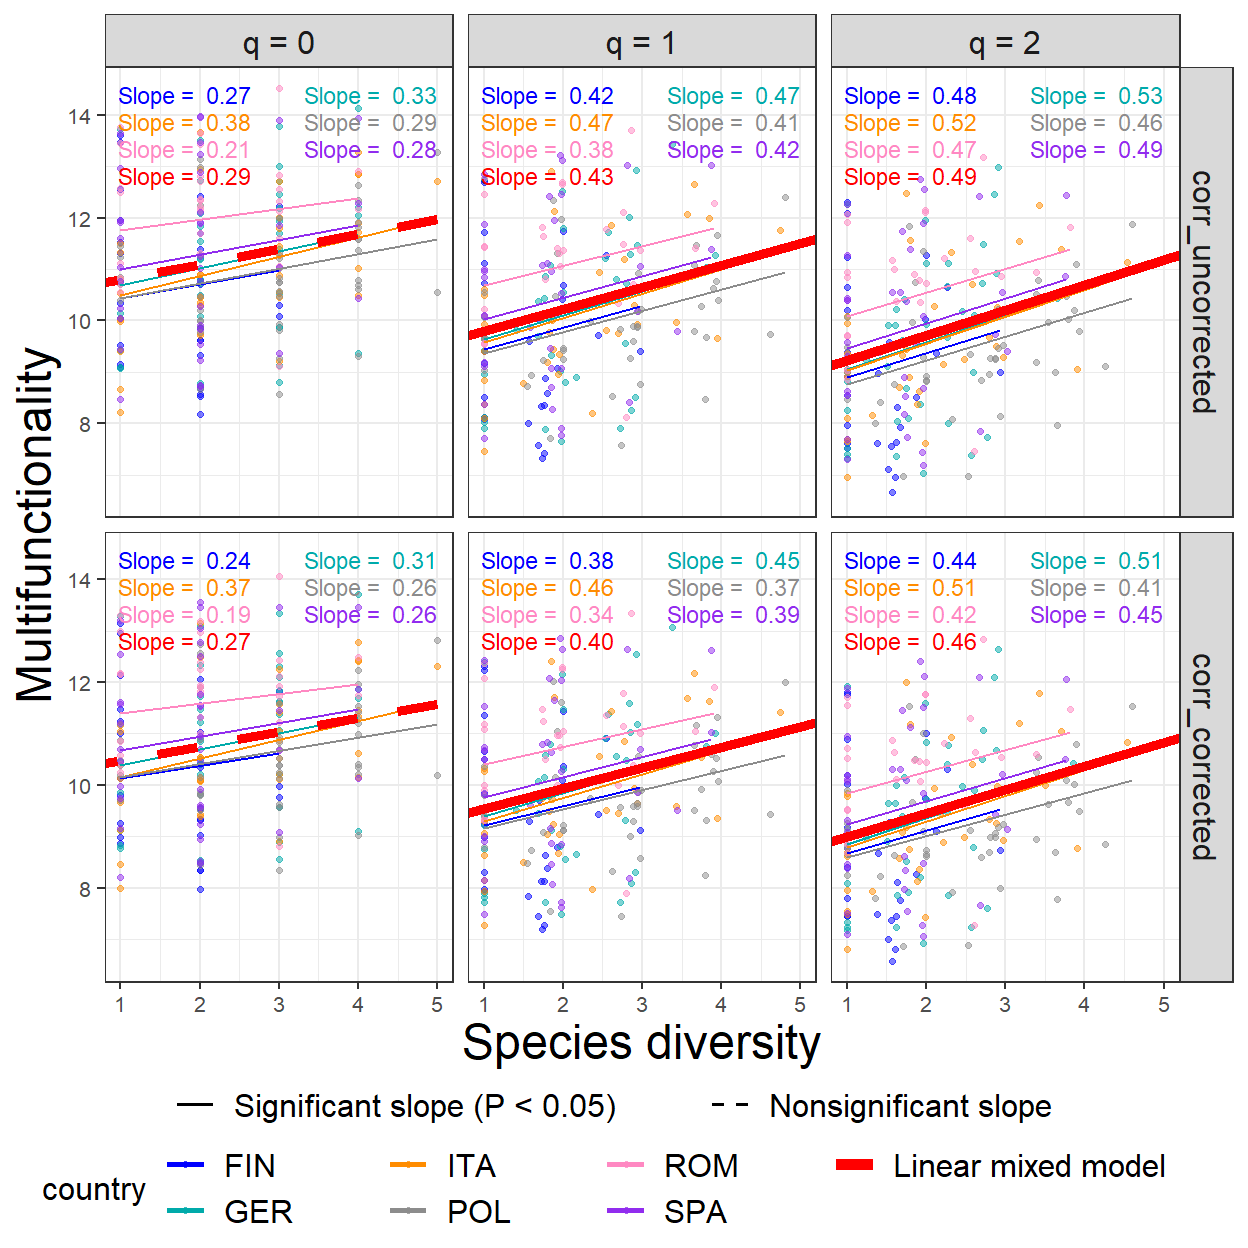 q = 0 q = 1 q = 2
Slope = 0.27 Slope = 0.33 Slope = 0.42 Slope = 0.47 Slope = 0.48 Slope = 0.53
Slope = 0.38 Slope = 0.29 Slope = 0.47 Slope = 0.41 Slope = 0.52 Slope = 0.46
Slope = 0.21 Slope = 0.28 Slope = 0.38 Slope = 0.42 Slope = 0.47 Slope = 0.49
Slope = 0.29 Slope = 0.43 Slope = 0.49
14
12
10
8
corr_uncorrected
Multifunctionality
Slope = 0.24 Slope = 0.31 Slope = 0.38 Slope = 0.45 Slope = 0.44 Slope = 0.51
Slope = 0.37 Slope = 0.26 Slope = 0.46 Slope = 0.37 Slope = 0.51 Slope = 0.41
Slope = 0.19 Slope = 0.26 Slope = 0.34 Slope = 0.39 Slope = 0.42 Slope = 0.45
Slope = 0.27 Slope = 0.40 Slope = 0.46
14
12
10
8
corr_corrected
1 2 3 4 5 1 2 3 4 5 1 2 3 4 5
Species diversity
Significant slope (P < 0.05) Nonsignificant slope
country
FIN ITA ROM Linear mixed model
GER POL SPA